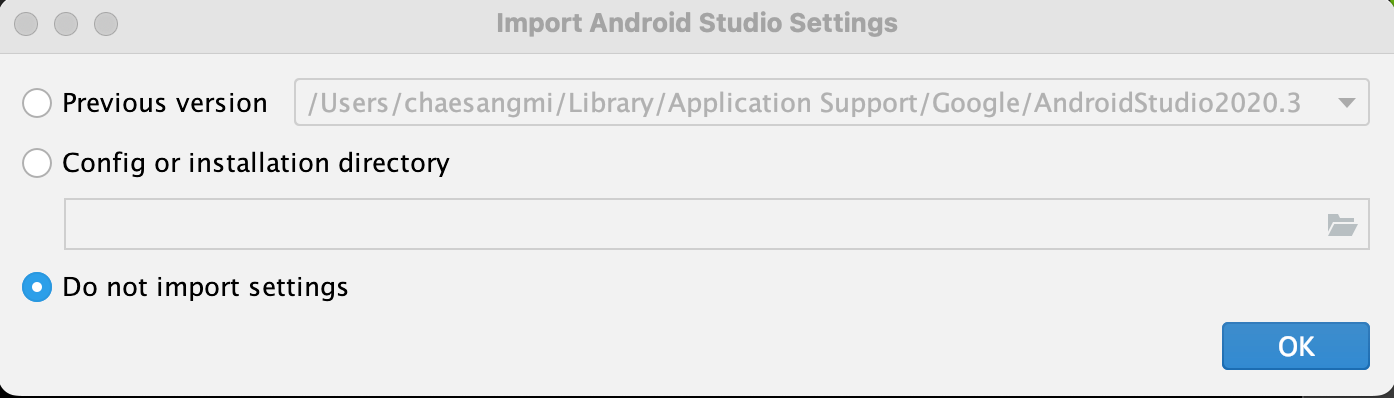 Import Android Studio Settings
Previous version /Users/chaesangmi/Library/Application Support/Google/AndroidStudio2020.3
Config or installation directory
Do not import settings
OK